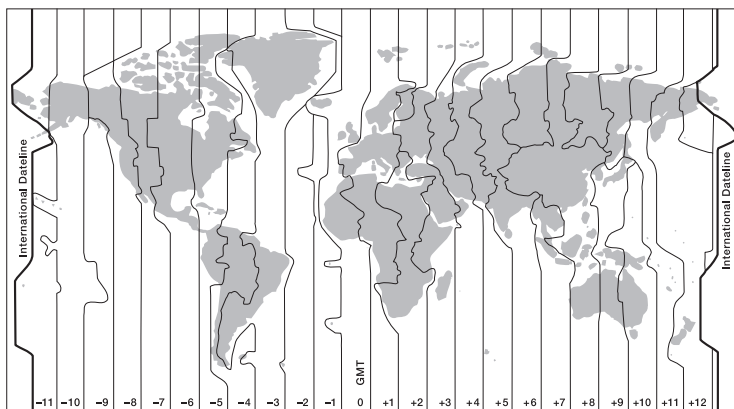 International Dateline
International Dateline
GMT
−11 −10 −9 −8 −7 −6 −5 −4 −3 −2 −1 0 +1 +2 +3 +4 +5 +6 +7 +8 +9 +10 +11 +12